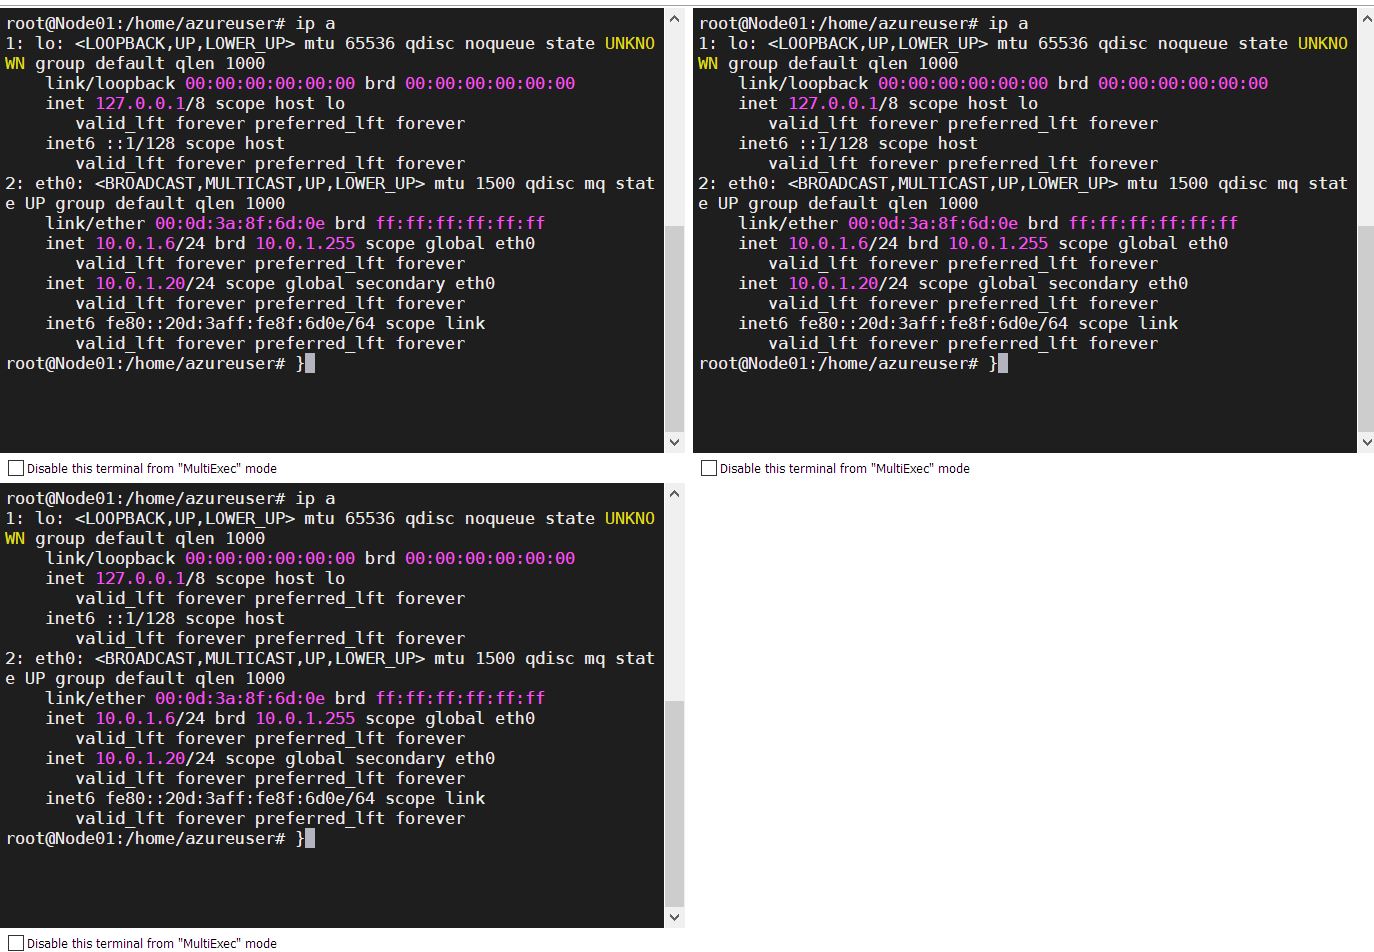 root@Node01:/home/azureuser# ip a
1: lo: <LOOPBACK,UP,LOWER_UP> mtu 65536 qdisc noqueue state UNKNO
WN group default qlen 1000
    link/loopback 00:00:00:00:00:00 brd 00:00:00:00:00:00
    inet 127.0.0.1/8 scope host lo
       valid_lft forever preferred_lft forever
    inet6 ::1/128 scope host
       valid_lft forever preferred_lft forever
2: eth0: <BROADCAST,MULTICAST,UP,LOWER_UP> mtu 1500 qdisc mq stat
e UP group default qlen 1000
    link/ether 00:0d:3a:8f:6d:0e brd ff:ff:ff:ff:ff:ff
    inet 10.0.1.6/24 brd 10.0.1.255 scope global eth0
       valid_lft forever preferred_lft forever
    inet 10.0.1.20/24 scope global secondary eth0
       valid_lft forever preferred_lft forever
    inet6 fe80::20d:3aff:fe8f:6d0e/64 scope link
       valid_lft forever preferred_lft forever
root@Node01:/home/azureuser# }
Disable this terminal from "MultiExec" mode
root@Node01:/home/azureuser# ip a
1: lo: <LOOPBACK,UP,LOWER_UP> mtu 65536 qdisc noqueue state UNKNO
WN group default qlen 1000
    link/loopback 00:00:00:00:00:00 brd 00:00:00:00:00:00
    inet 127.0.0.1/8 scope host lo
       valid_lft forever preferred_lft forever
    inet6 ::1/128 scope host
       valid_lft forever preferred_lft forever
2: eth0: <BROADCAST,MULTICAST,UP,LOWER_UP> mtu 1500 qdisc mq stat
e UP group default qlen 1000
    link/ether 00:0d:3a:8f:6d:0e brd ff:ff:ff:ff:ff:ff
    inet 10.0.1.6/24 brd 10.0.1.255 scope global eth0
       valid_lft forever preferred_lft forever
    inet 10.0.1.20/24 scope global secondary eth0
       valid_lft forever preferred_lft forever
    inet6 fe80::20d:3aff:fe8f:6d0e/64 scope link
       valid_lft forever preferred_lft forever
root@Node01:/home/azureuser# }
Disable this terminal from "MultiExec" mode
root@Node01:/home/azureuser# ip a
1: lo: <LOOPBACK,UP,LOWER_UP> mtu 65536 qdisc noqueue state UNKNO
WN group default qlen 1000
    link/loopback 00:00:00:00:00:00 brd 00:00:00:00:00:00
    inet 127.0.0.1/8 scope host lo
       valid_lft forever preferred_lft forever
    inet6 ::1/128 scope host
       valid_lft forever preferred_lft forever
2: eth0: <BROADCAST,MULTICAST,UP,LOWER_UP> mtu 1500 qdisc mq stat
e UP group default qlen 1000
    link/ether 00:0d:3a:8f:6d:0e brd ff:ff:ff:ff:ff:ff
    inet 10.0.1.6/24 brd 10.0.1.255 scope global eth0
       valid_lft forever preferred_lft forever
    inet 10.0.1.20/24 scope global secondary eth0
       valid_lft forever preferred_lft forever
    inet6 fe80::20d:3aff:fe8f:6d0e/64 scope link
       valid_lft forever preferred_lft forever
root@Node01:/home/azureuser# }
Disable this terminal from "MultiExec" mode